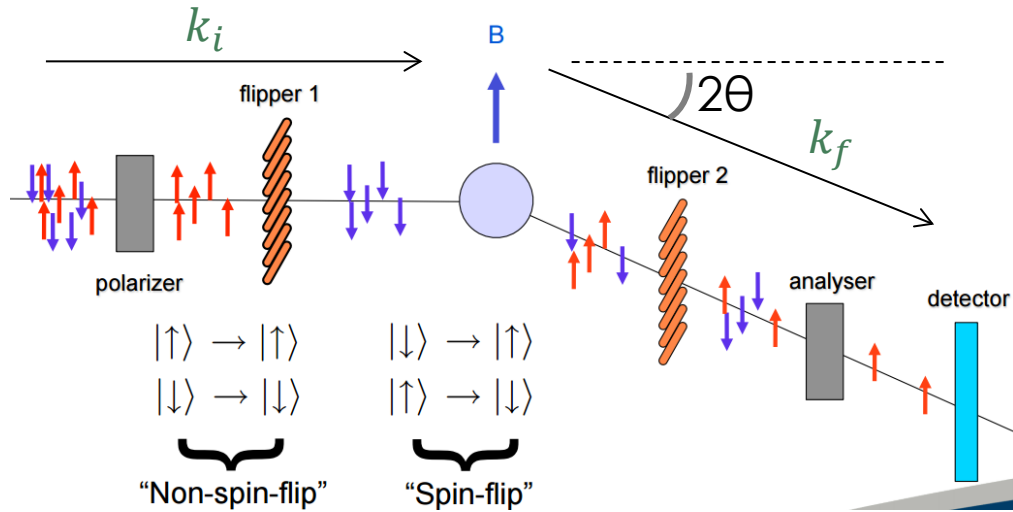 k_i
B
2θ
flipper 1
k_f
flipper 2
polarizer
analyser
detector
|↑⟩ → |↑⟩
|↓⟩ → |↑⟩
|↓⟩ → |↓⟩
|↑⟩ → |↓⟩
“Non-spin-flip”
“Spin-flip”